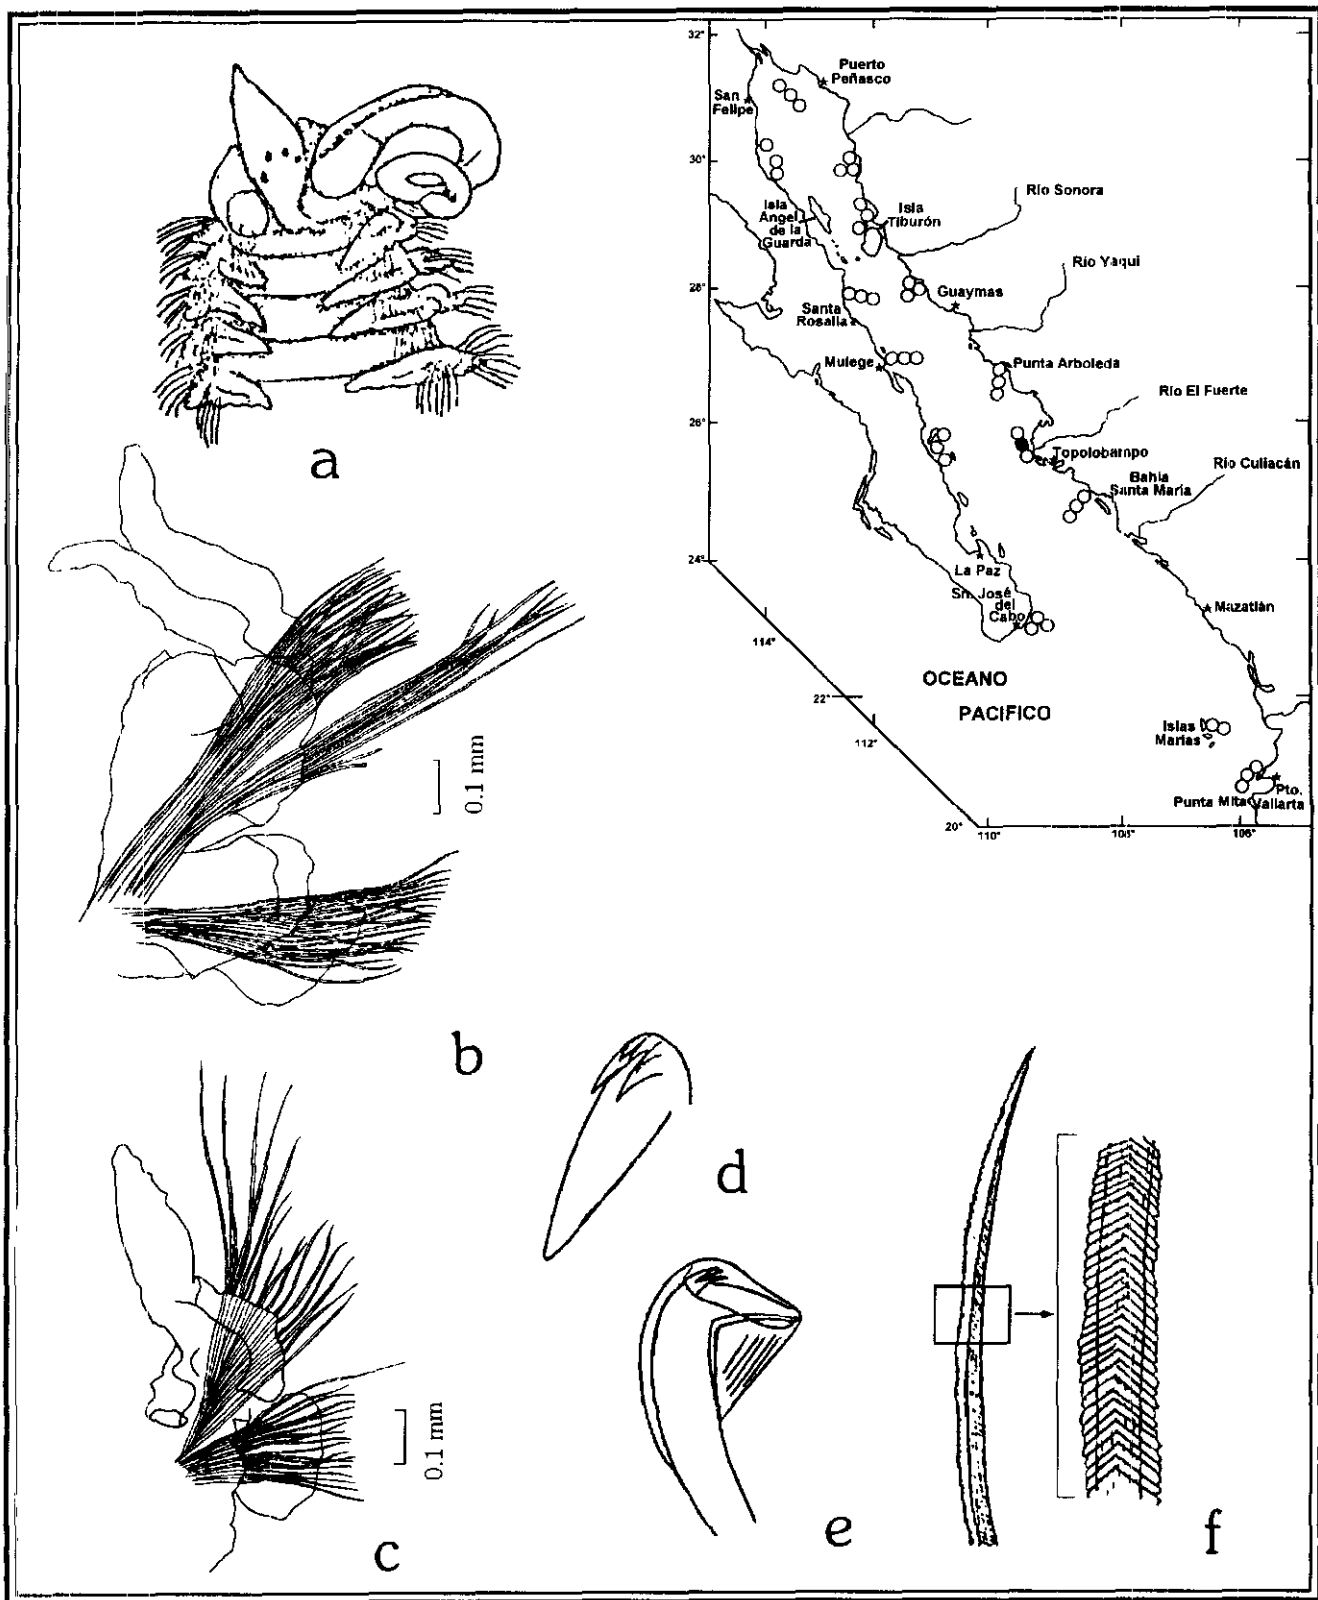 32°
Puerto
Peñasco
San
Felipe
30°
Río Sonora
Isla
Angel
de la
Guarda
Isla
Tiburón
Río Yaqui
28°
Guaymas
Santa
Rosalía
Mulege
Punta Arboleda
Río El Fuerte
26°
Topolobampo
Río Culiacán
Bahía
Santa María
24°
La Paz
Sn. José
del
Cabo
Mazatlán
114°
OCEANO
PACIFICO
22°
112°
Islas
Marías
Punta Mita
Pto.
Vallarta
20°
110°
108°
106°
a
0.1 mm
b
d
0.1 mm
c
e
f